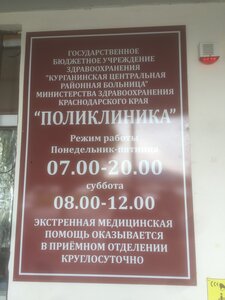 ГОСУДАРСТВЕННОЕ
БЮДЖЕТНОЕ УЧРЕЖДЕНИЕ
ЗДРАВООХРАНЕНИЯ
"КУРГАНИНСКАЯ ЦЕНТРАЛЬНАЯ
РАЙОННАЯ БОЛЬНИЦА"
МИНИСТЕРСТВА ЗДРАВООХРАНЕНИЯ
КРАСНОДАРСКОГО КРАЯ
"ПОЛИКЛИНИКА"
Режим работы
Понедельник-пятница
07.00-20.00
суббота
08.00-12.00
ЭКСТРЕННАЯ МЕДИЦИНСКАЯ
ПОМОЩЬ ОКАЗЫВАЕТСЯ
В ПРИЁМНОМ ОТДЕЛЕНИИ
КРУГЛОСУТОЧНО